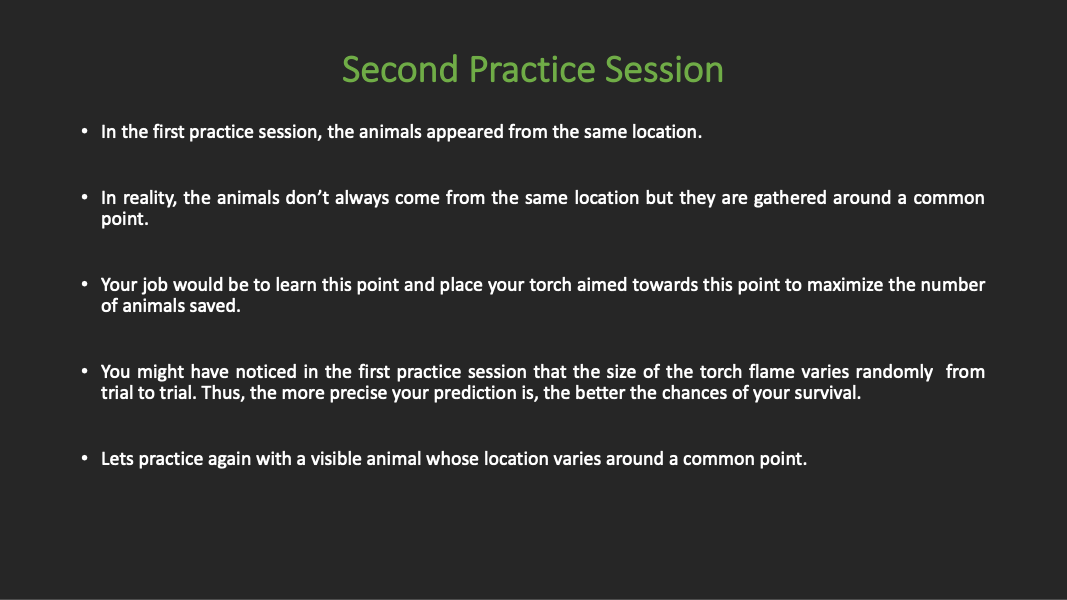 Second Practice Session
• In the first practice session, the animals appeared from the same location.
• In reality, the animals don’t always come from the same location but they are gathered around a common
point.
• Your job would be to learn this point and place your torch aimed towards this point to maximize the number
of animals saved.
• You might have noticed in the first practice session that the size of the torch flame varies randomly  from
trial to trial. Thus, the more precise your prediction is, the better the chances of your survival.
• Lets practice again with a visible animal whose location varies around a common point.